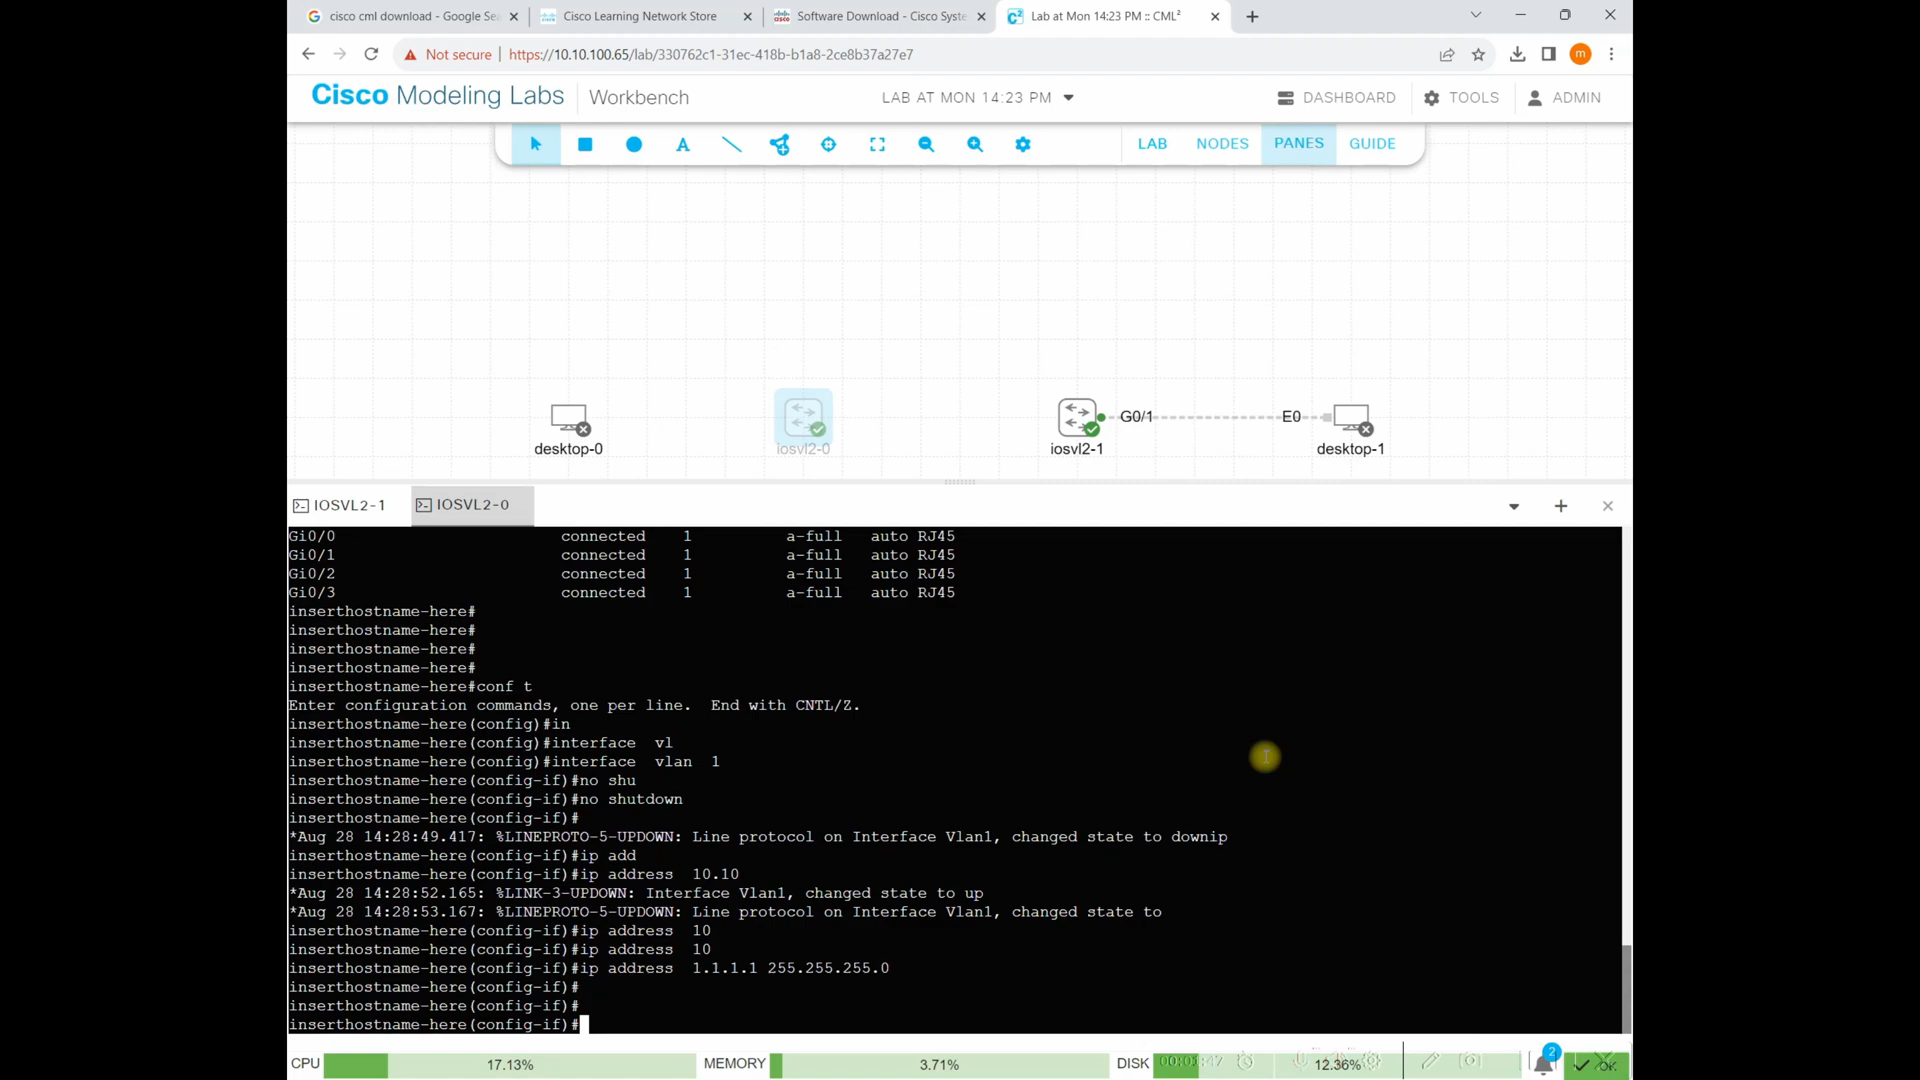 cisco cml download - Google Se
Cisco Learning Network Store
Software Download - Cisco Syste
Lab at Mon 14:23 PM :: CML²
Not secure
https://10.10.100.65/lab/330762c1-31ec-418b-b1a8-2ce8b37a27e7
m
Cisco Modeling Labs
Workbench
LAB AT MON 14:23 PM
DASHBOARD
TOOLS
ADMIN
A
LAB
NODES
PANES
GUIDE
G0/1
E0
desktop-0
iosvl2-0
iosvl2-1
desktop-1
IOSVL2-1
IOSVL2-0
Gi0/0 connected 1 a-full auto RJ45
Gi0/1 connected 1 a-full auto RJ45
Gi0/2 connected 1 a-full auto RJ45
Gi0/3 connected 1 a-full auto RJ45
inserthostname-here#
inserthostname-here#
inserthostname-here#
inserthostname-here#
inserthostname-here#conf t
Enter configuration commands, one per line. End with CNTL/Z.
inserthostname-here(config)#in
inserthostname-here(config)#interface vl
inserthostname-here(config)#interface vlan 1
inserthostname-here(config-if)#no shu
inserthostname-here(config-if)#no shutdown
inserthostname-here(config-if)#
*Aug 28 14:28:49.417: %LINEPROTO-5-UPDOWN: Line protocol on Interface Vlan1, changed state to downip
inserthostname-here(config-if)#ip add
inserthostname-here(config-if)#ip address 10.10
*Aug 28 14:28:52.165: %LINK-3-UPDOWN: Interface Vlan1, changed state to up
*Aug 28 14:28:53.167: %LINEPROTO-5-UPDOWN: Line protocol on Interface Vlan1, changed state to
inserthostname-here(config-if)#ip address 10
inserthostname-here(config-if)#ip address 10
inserthostname-here(config-if)#ip address 1.1.1.1 255.255.255.0
inserthostname-here(config-if)#
inserthostname-here(config-if)#
inserthostname-here(config-if)#
CPU
17.13%
MEMORY
3.71%
DISK
12.36%
2
OK